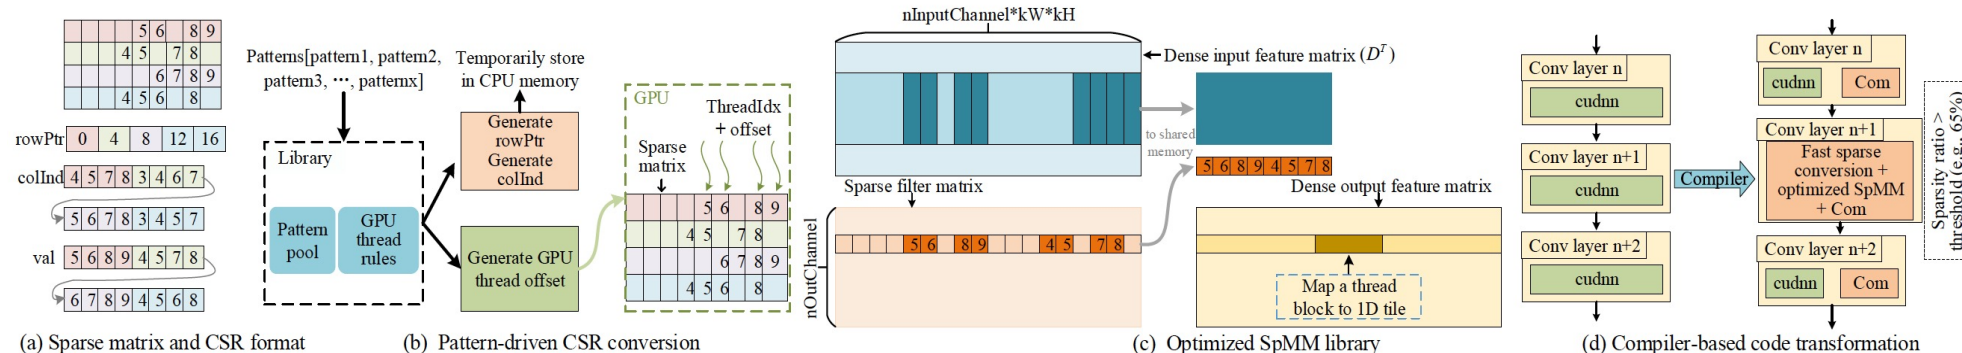 5 6 8 9
4 5 7 8
6 7 8 9
4 5 6 8
rowPtr 0 4 8 12 16
colInd 4 5 7 8 3 4 6 7
5 6 7 8 3 4 5 7
val 5 6 8 9 4 5 7 8
6 7 8 9 4 5 6 8
(a) Sparse matrix and CSR format
Patterns[pattern1, pattern2,
pattern3, ···, patternx]
Library
Pattern
pool
GPU
thread
rules
Temporarily store
in CPU memory
Generate
rowPtr
Generate
colInd
Generate GPU
thread offset
GPU
ThreadIdx
+ offset
Sparse
matrix
5 6 8 9
4 5 7 8
6 7 8 9
4 5 6 8
(b) Pattern-driven CSR conversion
nInputChannel*kW*kH
Dense input feature matrix (D^T)
to shared
memory
5 6 8 9 4 5 7 8
Sparse filter matrix
Dense output feature matrix
nOutChannel
5 6 8 9 4 5 7 8
Map a thread
block to 1D tile
(c) Optimized SpMM library
Conv layer n
cudnn
Conv layer n+1
cudnn
Conv layer n+2
cudnn
Compiler
Conv layer n
cudnn Com
Conv layer n+1
Fast sparse
conversion +
optimized SpMM
+ Com
Conv layer n+2
cudnn Com
Sparsity ratio >
threshold (e.g., 65%)
(d) Compiler-based code transformation